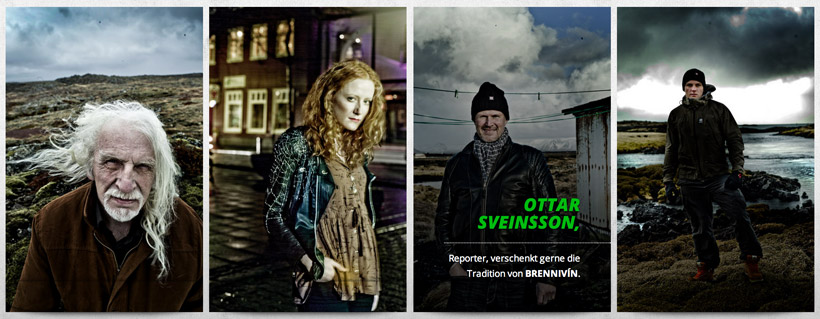 OTTAR
SVEINSSON,
Reporter, verschenkt gerne die
Tradition von BRENNIVÍN.